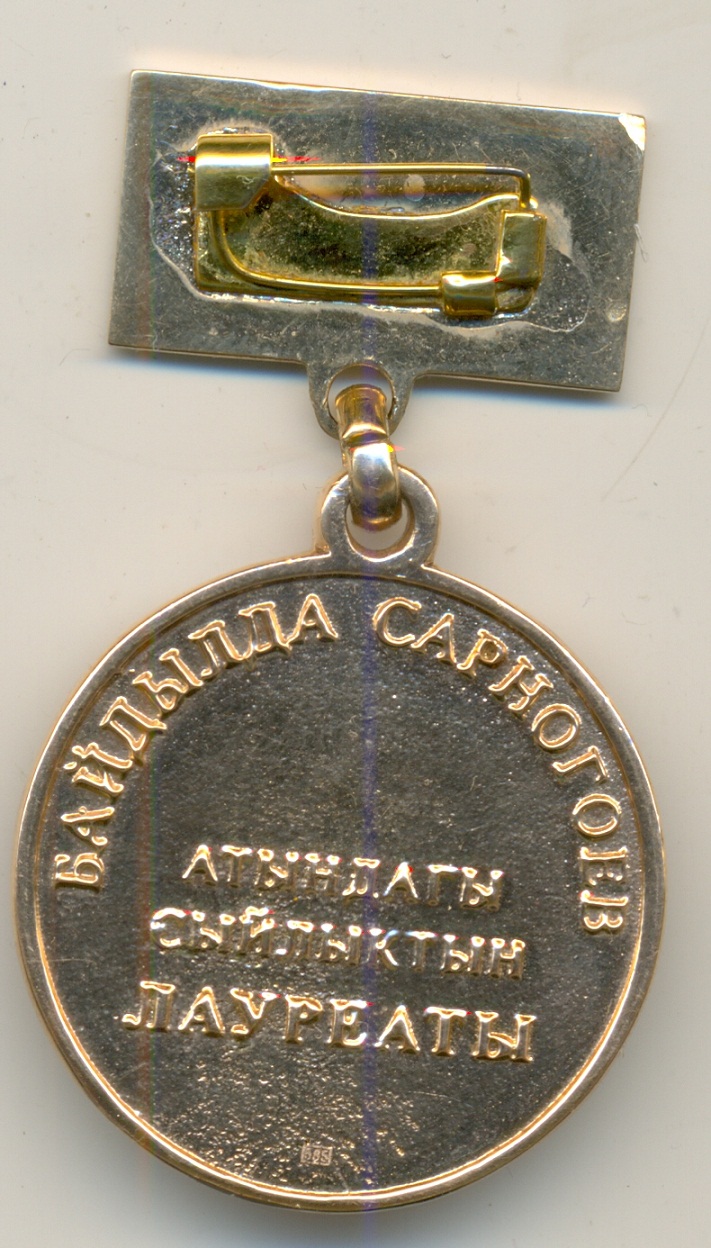 БАЙДЫЛДА САРНОГОЕВ
АТЫНДАГЫ
СЫЙЛЫКТЫН
ЛАУРЕАТЫ